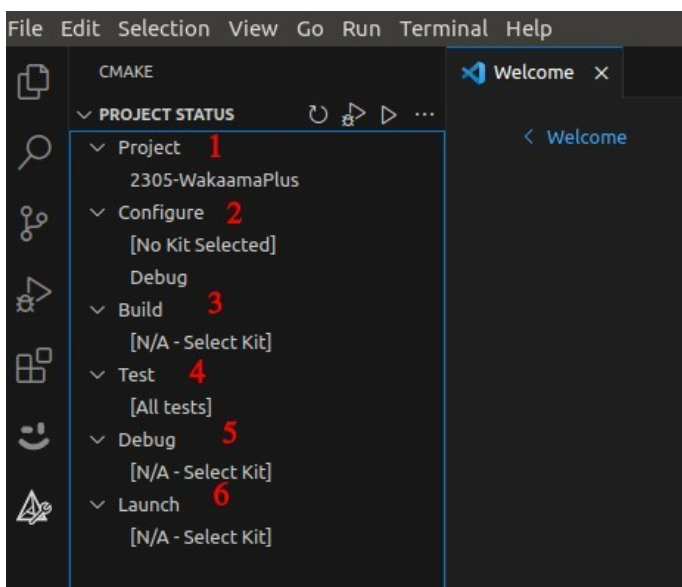 File Edit Selection View Go Run Terminal Help
CMAKE
Welcome
PROJECT STATUS
Welcome
Project 1
2305-WakaamaPlus
Configure 2
[No Kit Selected]
Debug
Build 3
[N/A - Select Kit]
Test 4
[All tests]
Debug 5
[N/A - Select Kit]
Launch 6
[N/A - Select Kit]